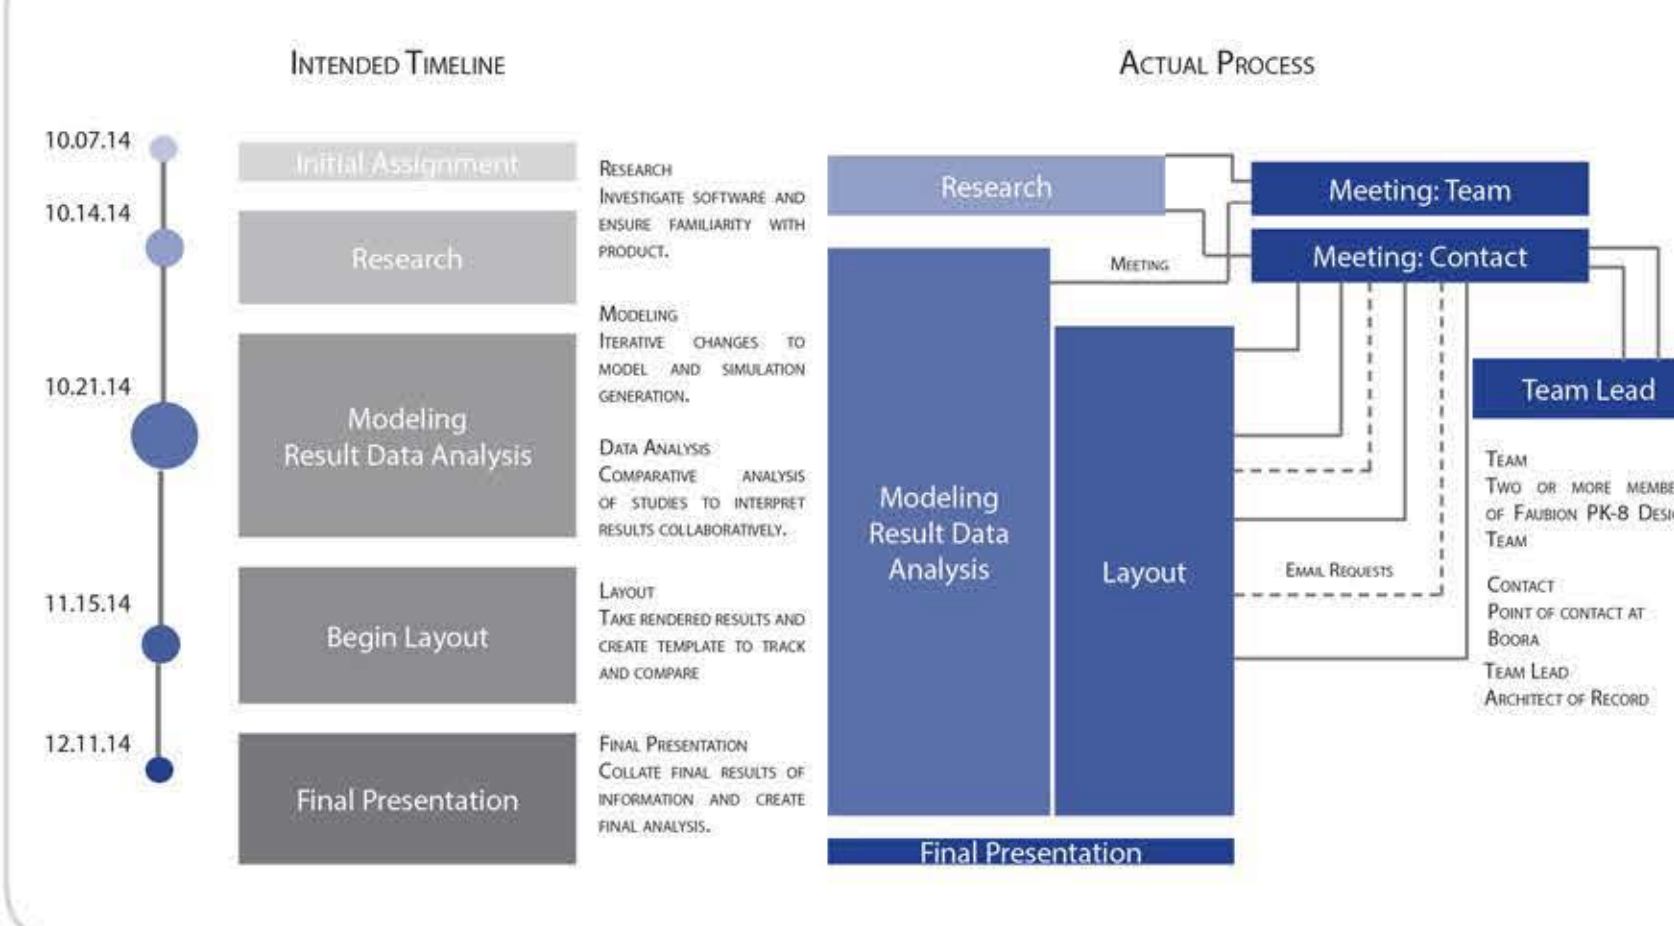 INTENDED TIMELINE
10.07.14
10.14.14
10.21.14
11.15.14
12.11.14
Initial Assignment
Research
Modeling
Result Data Analysis
Begin Layout
Final Presentation
RESEARCH
INVESTIGATE SOFTWARE AND
ENSURE FAMILIARITY WITH
PRODUCT.
MODELING
ITERATIVE CHANGES TO
MODEL AND SIMULATION
GENERATION.
DATA ANALYSIS
COMPARATIVE ANALYSIS
OF STUDIES TO INTERPRET
RESULTS COLLABORATIVELY.
LAYOUT
TAKE RENDERED RESULTS AND
CREATE TEMPLATE TO TRACK
AND COMPARE
FINAL PRESENTATION
COLLATE FINAL RESULTS OF
INFORMATION AND CREATE
FINAL ANALYSIS.
ACTUAL PROCESS
Research
Meeting: Team
Meeting: Contact
MEETING
Team Lead
Modeling
Result Data
Analysis
Layout
EMAIL REQUESTS
Final Presentation
TEAM
TWO OR MORE
OF FAUBION PK-8
TEAM
CONTACT
POINT OF CONTACT AT
BOORA
TEAM LEAD
ARCHITECT OF RECORD